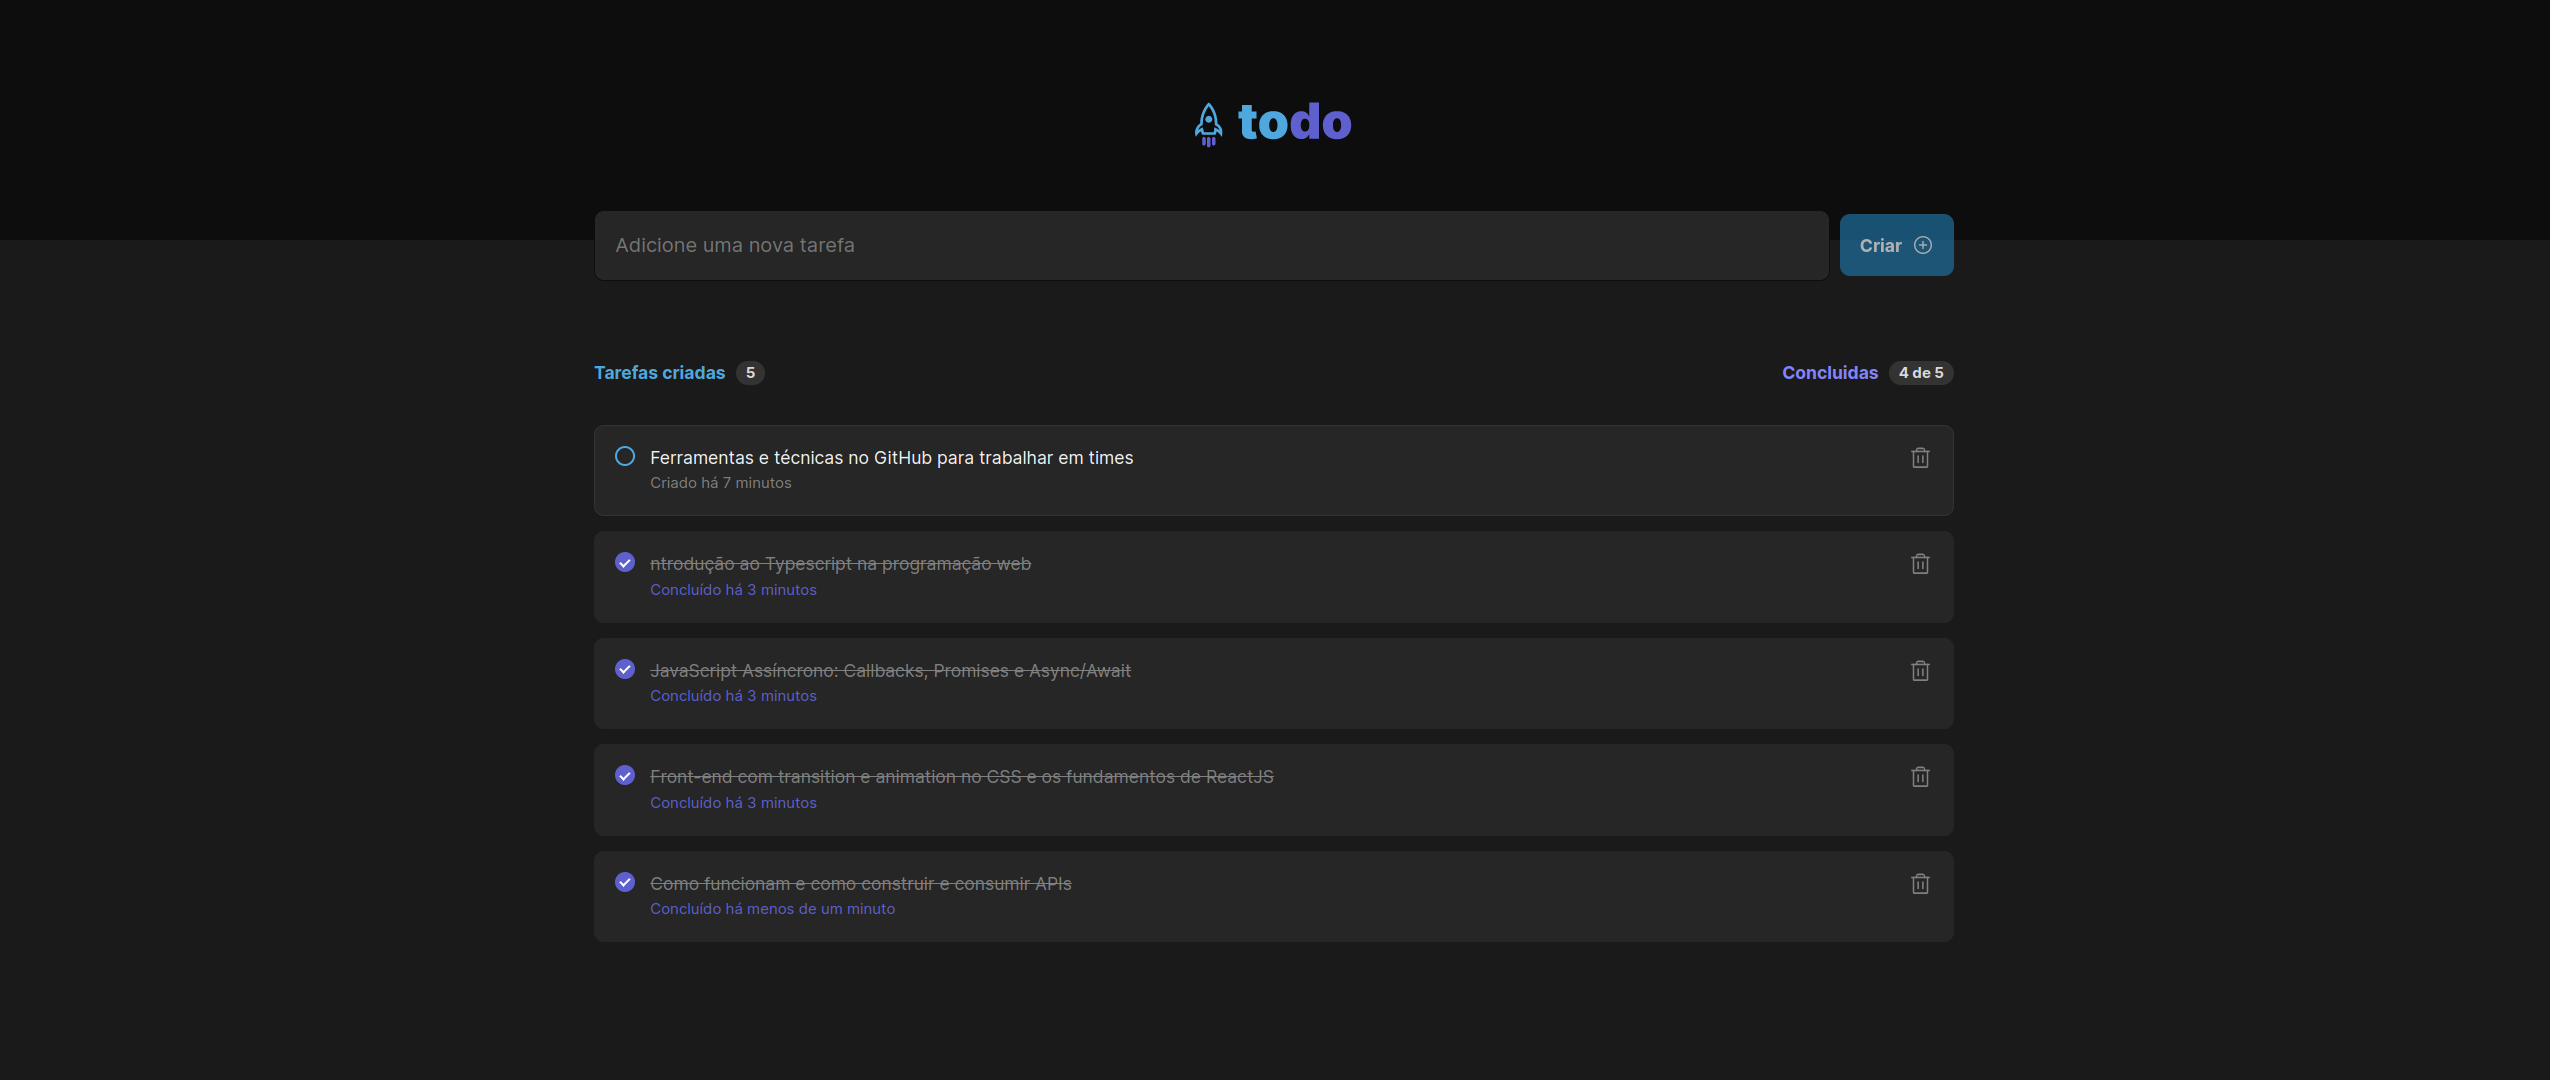 todo
Adicione uma nova tarefa
Criar
Tarefas criadas 5
Concluidas 4 de 5
Ferramentas e técnicas no GitHub para trabalhar em times
Criado há 7 minutos
ntrodução ao Typescript na programação web
Concluído há 3 minutos
JavaScript Assíncrono: Callbacks, Promises e Async/Await
Concluído há 3 minutos
Front-end com transition e animation no CSS e os fundamentos de ReactJS
Concluído há 3 minutos
Como funcionam e como construir e consumir APIs
Concluído há menos de um minuto